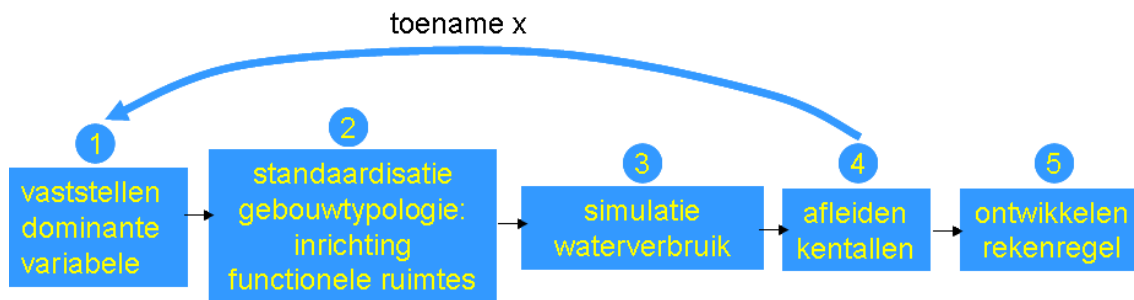 toename x
1
vaststellen
dominante
variabele
2
standaardisatie
gebouwtypologie:
inrichting
functionele ruimtes
3
simulatie
waterverbruik
4
afleiden
kentallen
5
ontwikkelen
rekenregel